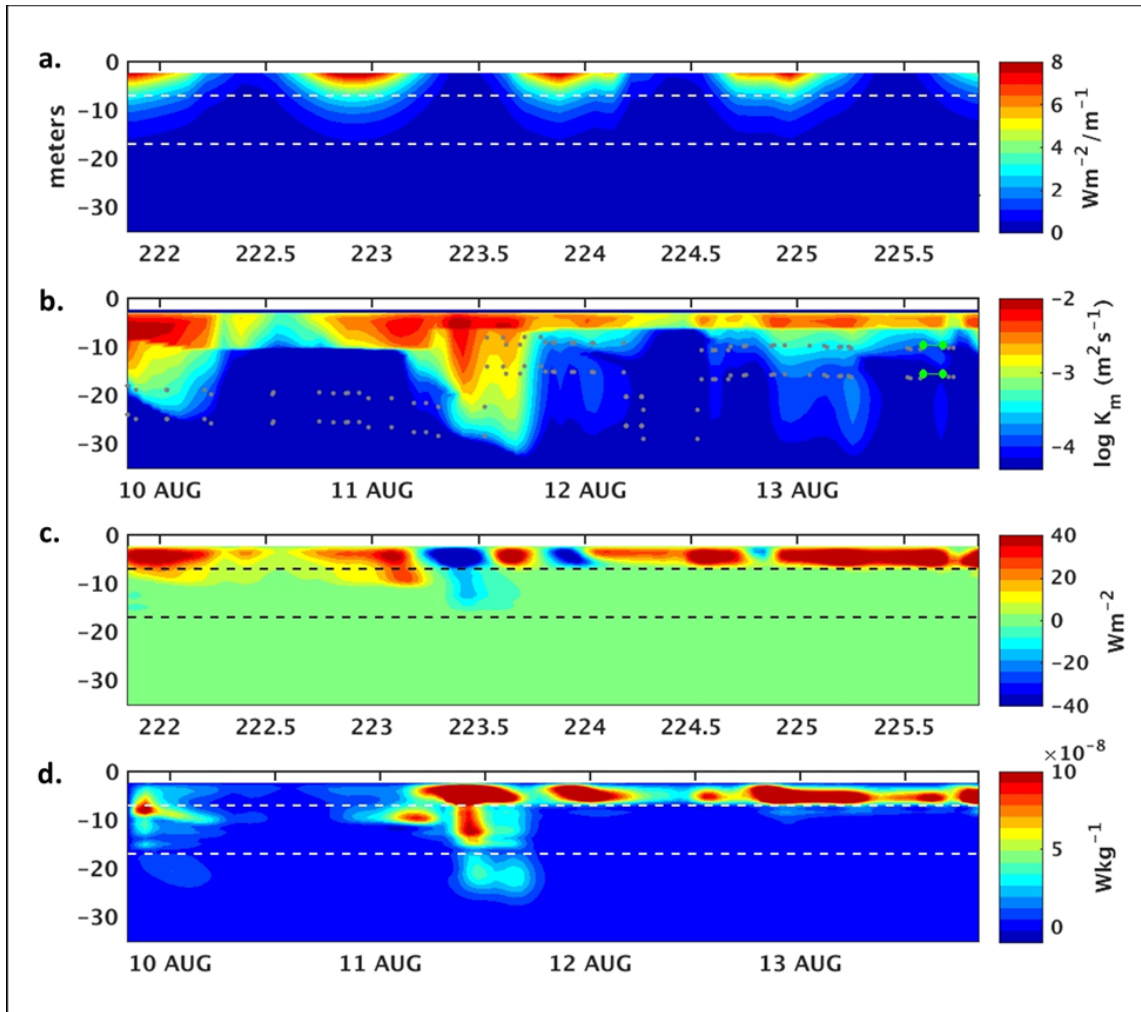 a.
meters
0
-10
-20
-30
222 222.5 223 223.5 224 224.5 225 225.5
8
6
4
2
0
Wm⁻²/m⁻¹
b.
0
-10
-20
-30
10 AUG 11 AUG 12 AUG 13 AUG
-2
-3
-4
log Kₘ (m² s⁻¹)
c.
0
-10
-20
-30
222 222.5 223 223.5 224 224.5 225 225.5
40
20
0
-20
-40
Wm⁻²
d.
0
-10
-20
-30
10 AUG 11 AUG 12 AUG 13 AUG
×10⁻⁸
10
5
0
Wkg⁻¹